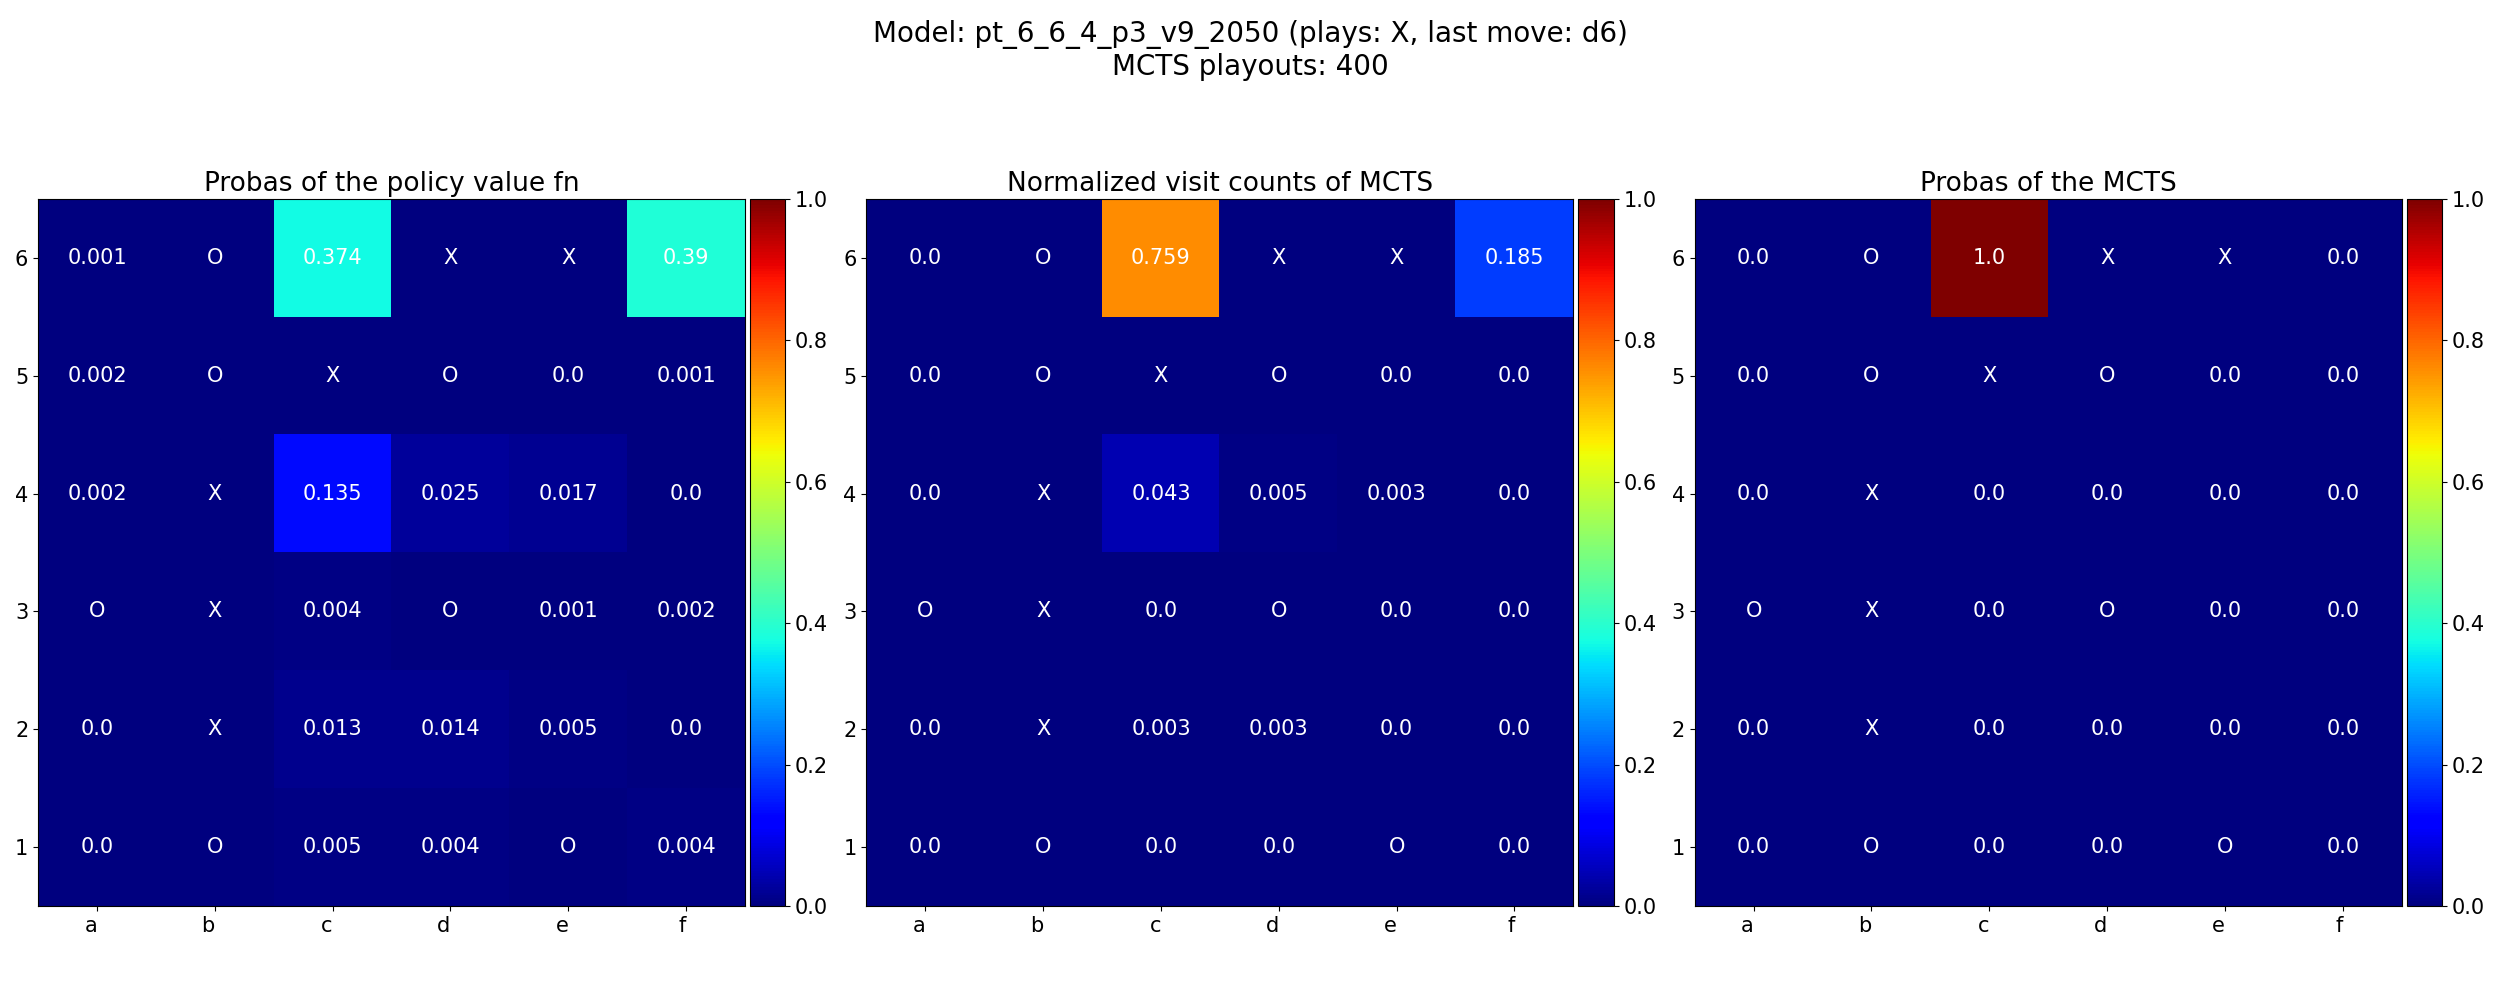 Model: pt_6_6_4_p3_v9_2050 (plays: X, last move: d6)
MCTS playouts: 400
Probas of the policy value fn
6 0.001 O 0.374 X X 0.39
5 0.002 O X O 0.0 0.001
4 0.002 X 0.135 0.025 0.017 0.0
3 O X 0.004 O 0.001 0.002
2 0.0 X 0.013 0.014 0.005 0.0
1 0.0 O 0.005 0.004 O 0.004
a b c d e f
1.0
0.8
0.6
0.4
0.2
0.0
Normalized visit counts of MCTS
6 0.0 O 0.759 X X 0.185
5 0.0 O X O 0.0 0.0
4 0.0 X 0.043 0.005 0.003 0.0
3 O X 0.0 O 0.0 0.0
2 0.0 X 0.003 0.003 0.0 0.0
1 0.0 O 0.0 0.0 O 0.0
a b c d e f
1.0
0.8
0.6
0.4
0.2
0.0
Probas of the MCTS
6 0.0 O 1.0 X X 0.0
5 0.0 O X O 0.0 0.0
4 0.0 X 0.0 0.0 0.0 0.0
3 O X 0.0 O 0.0 0.0
2 0.0 X 0.0 0.0 0.0 0.0
1 0.0 O 0.0 0.0 O 0.0
a b c d e f
1.0
0.8
0.6
0.4
0.2
0.0